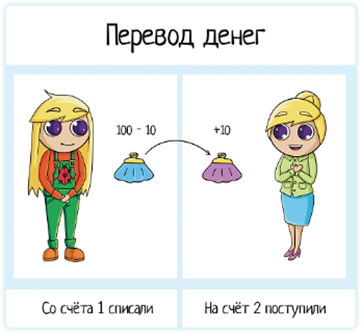 Перевод денег
100 - 10
+10
Со счёта 1 списали
На счёт 2 поступили